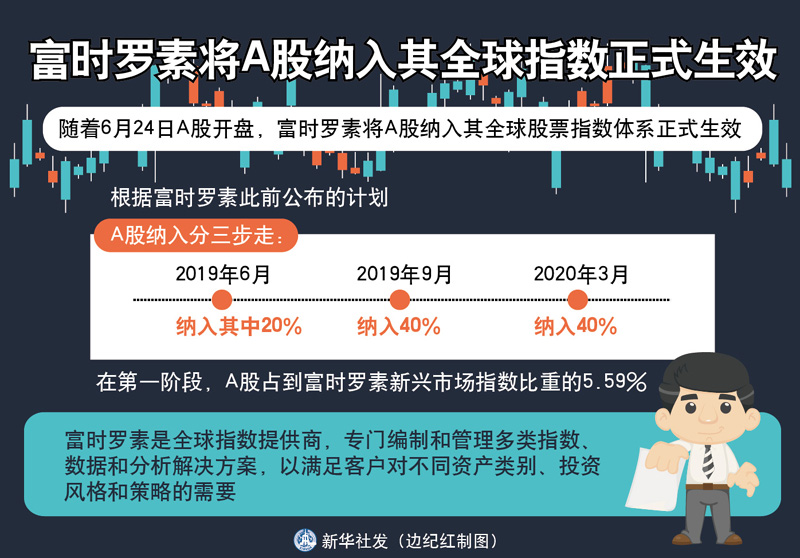 富时罗素将A股纳入其全球指数正式生效
随着6月24日A股开盘，富时罗素将A股纳入其全球股票指数体系正式生效
根据富时罗素此前公布的计划
A股纳入分三步走：
2019年6月 2019年9月 2020年3月
纳入其中20% 纳入40% 纳入40%
在第一阶段，A股占到富时罗素新兴市场指数比重的5.59%
富时罗素是全球指数提供商，专门编制和管理多类指数、
数据和分析解决方案，以满足客户对不同资产类别、投资
风格和策略的需要
新华社发（边纪红制图）